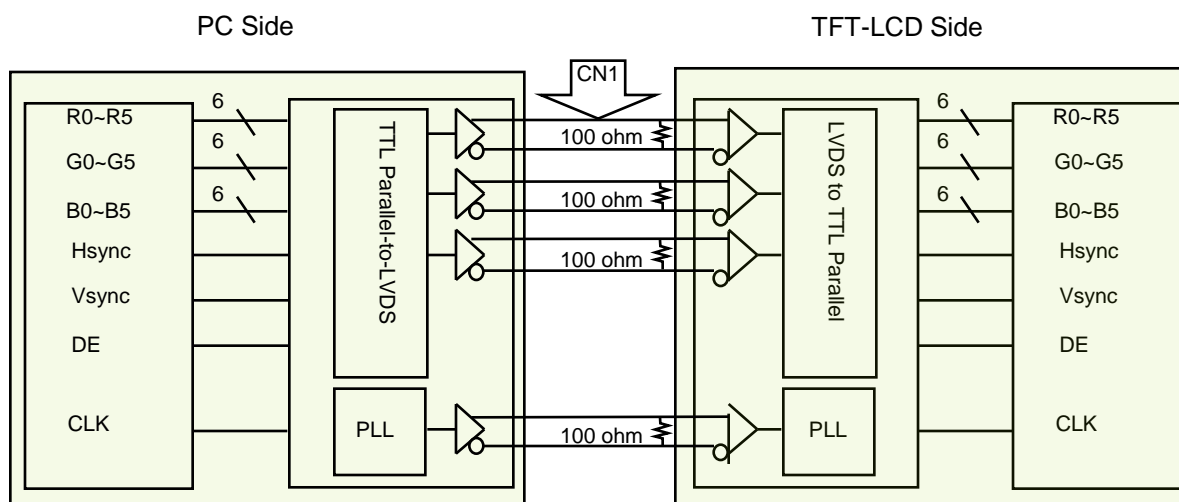 PC Side
TFT-LCD Side
CN1
R0~R5
6
G0~G5
6
B0~B5
6
Hsync
Vsync
DE
CLK
TTL Parallel-to-LVDS
PLL
100 ohm
100 ohm
100 ohm
100 ohm
LVDS to TTL Parallel
PLL
6
R0~R5
6
G0~G5
6
B0~B5
Hsync
Vsync
DE
CLK